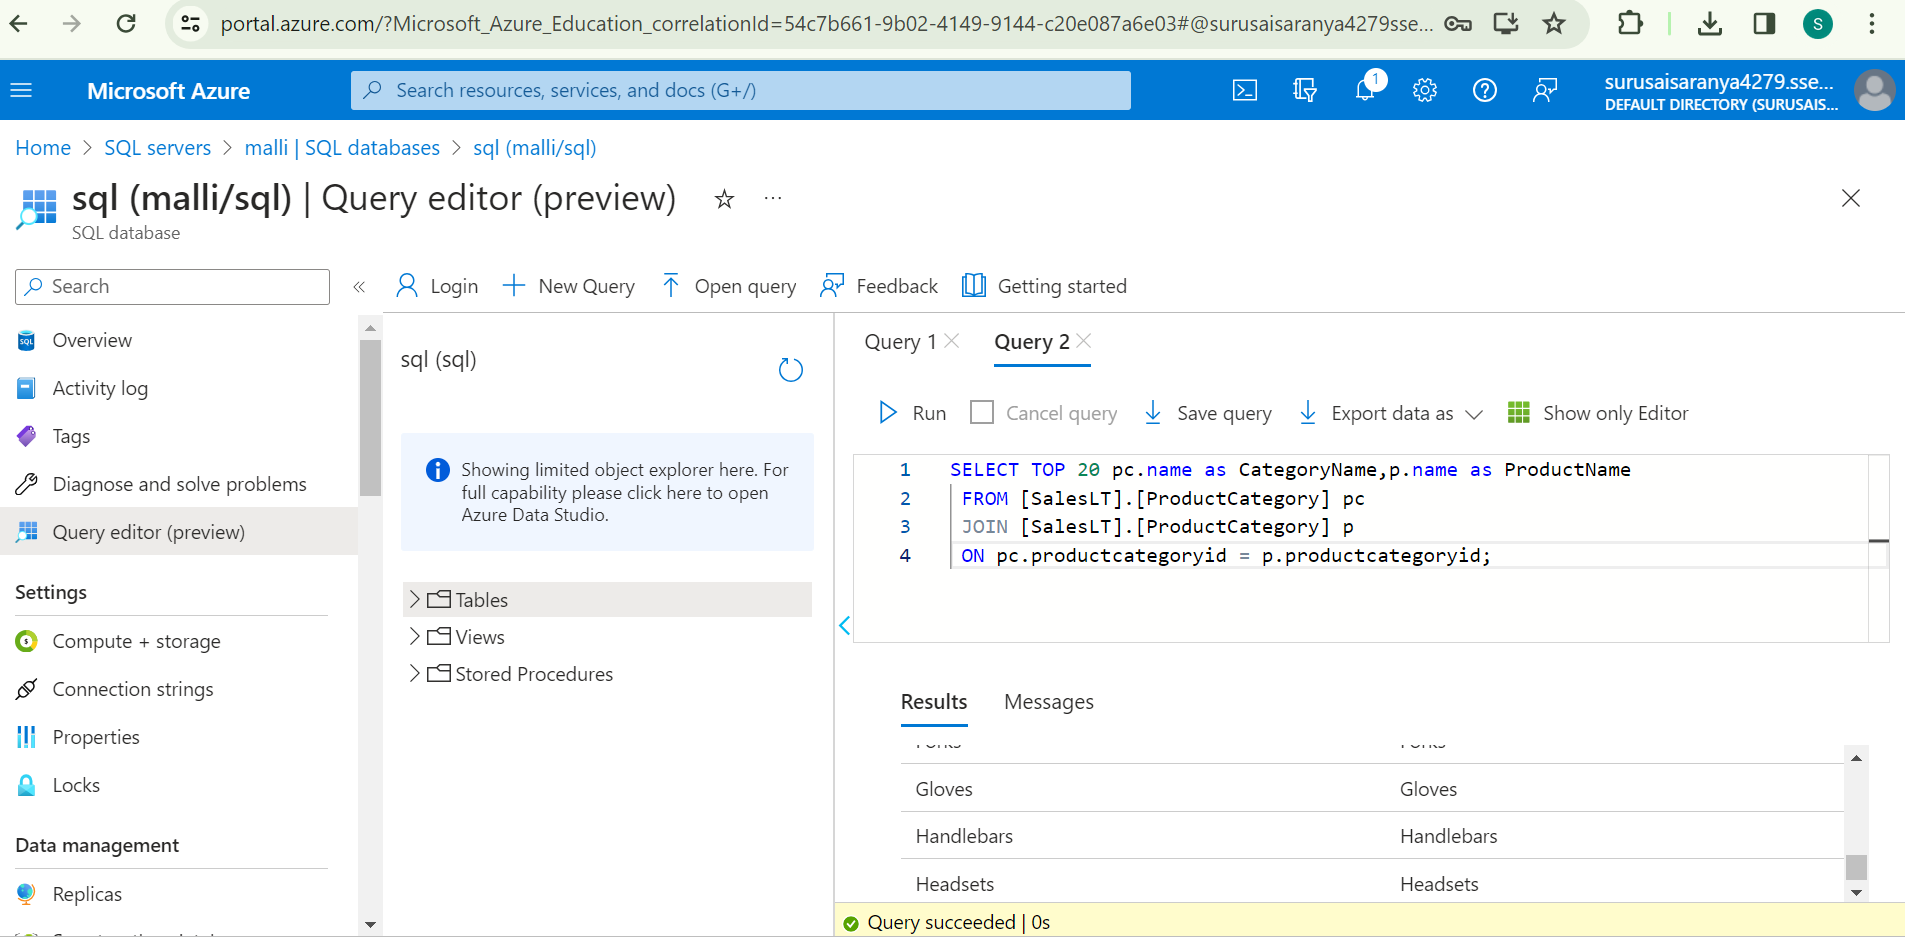 portal.azure.com/?Microsoft_Azure_Education_correlationId=54c7b661-9b02-4149-9144-c20e087a6e03#@surusaisaranya4279sse...
S
Microsoft Azure
Search resources, services, and docs (G+/)
1
surusaisaranya4279.sse...
DEFAULT DIRECTORY (SURUSAIS...
Home > SQL servers > malli | SQL databases > sql (malli/sql)
sql (malli/sql) | Query editor (preview)
...
SQL database
Search
«
Login
New Query
Open query
Feedback
Getting started
Overview
Activity log
Tags
Diagnose and solve problems
Query editor (preview)
Settings
Compute + storage
Connection strings
Properties
Locks
Data management
Replicas
sql (sql)
Showing limited object explorer here. For
full capability please click here to open
Azure Data Studio.
Tables
Views
Stored Procedures
Query 1
Query 2
Run
Cancel query
Save query
Export data as
Show only Editor
1 SELECT TOP 20 pc.name as CategoryName,p.name as ProductName
2 FROM [SalesLT].[ProductCategory] pc
3 JOIN [SalesLT].[ProductCategory] p
4 ON pc.productcategoryid = p.productcategoryid;
Results
Messages
Forks Forks
Gloves Gloves
Handlebars Handlebars
Headsets Headsets
Query succeeded | 0s